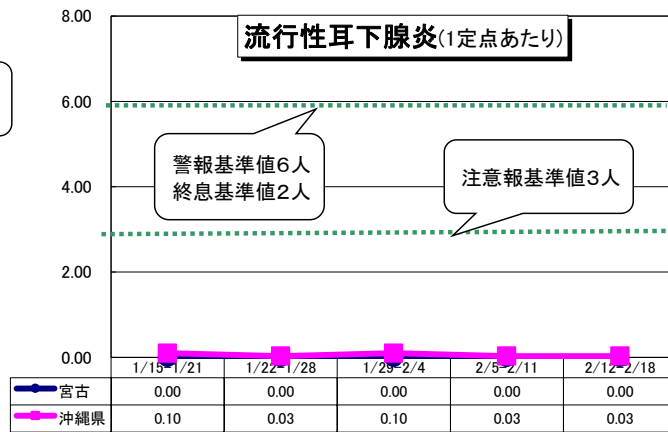 流行性耳下腺炎(1定点あたり)
8.00
6.00
4.00
2.00
0.00
警報基準値6人
終息基準値2人
注意報基準値3人
1/15-1/21 1/22-1/28 1/29-2/4 2/5-2/11 2/12-2/18
宮古 0.00 0.00 0.00 0.00 0.00
沖縄県 0.10 0.03 0.10 0.03 0.03